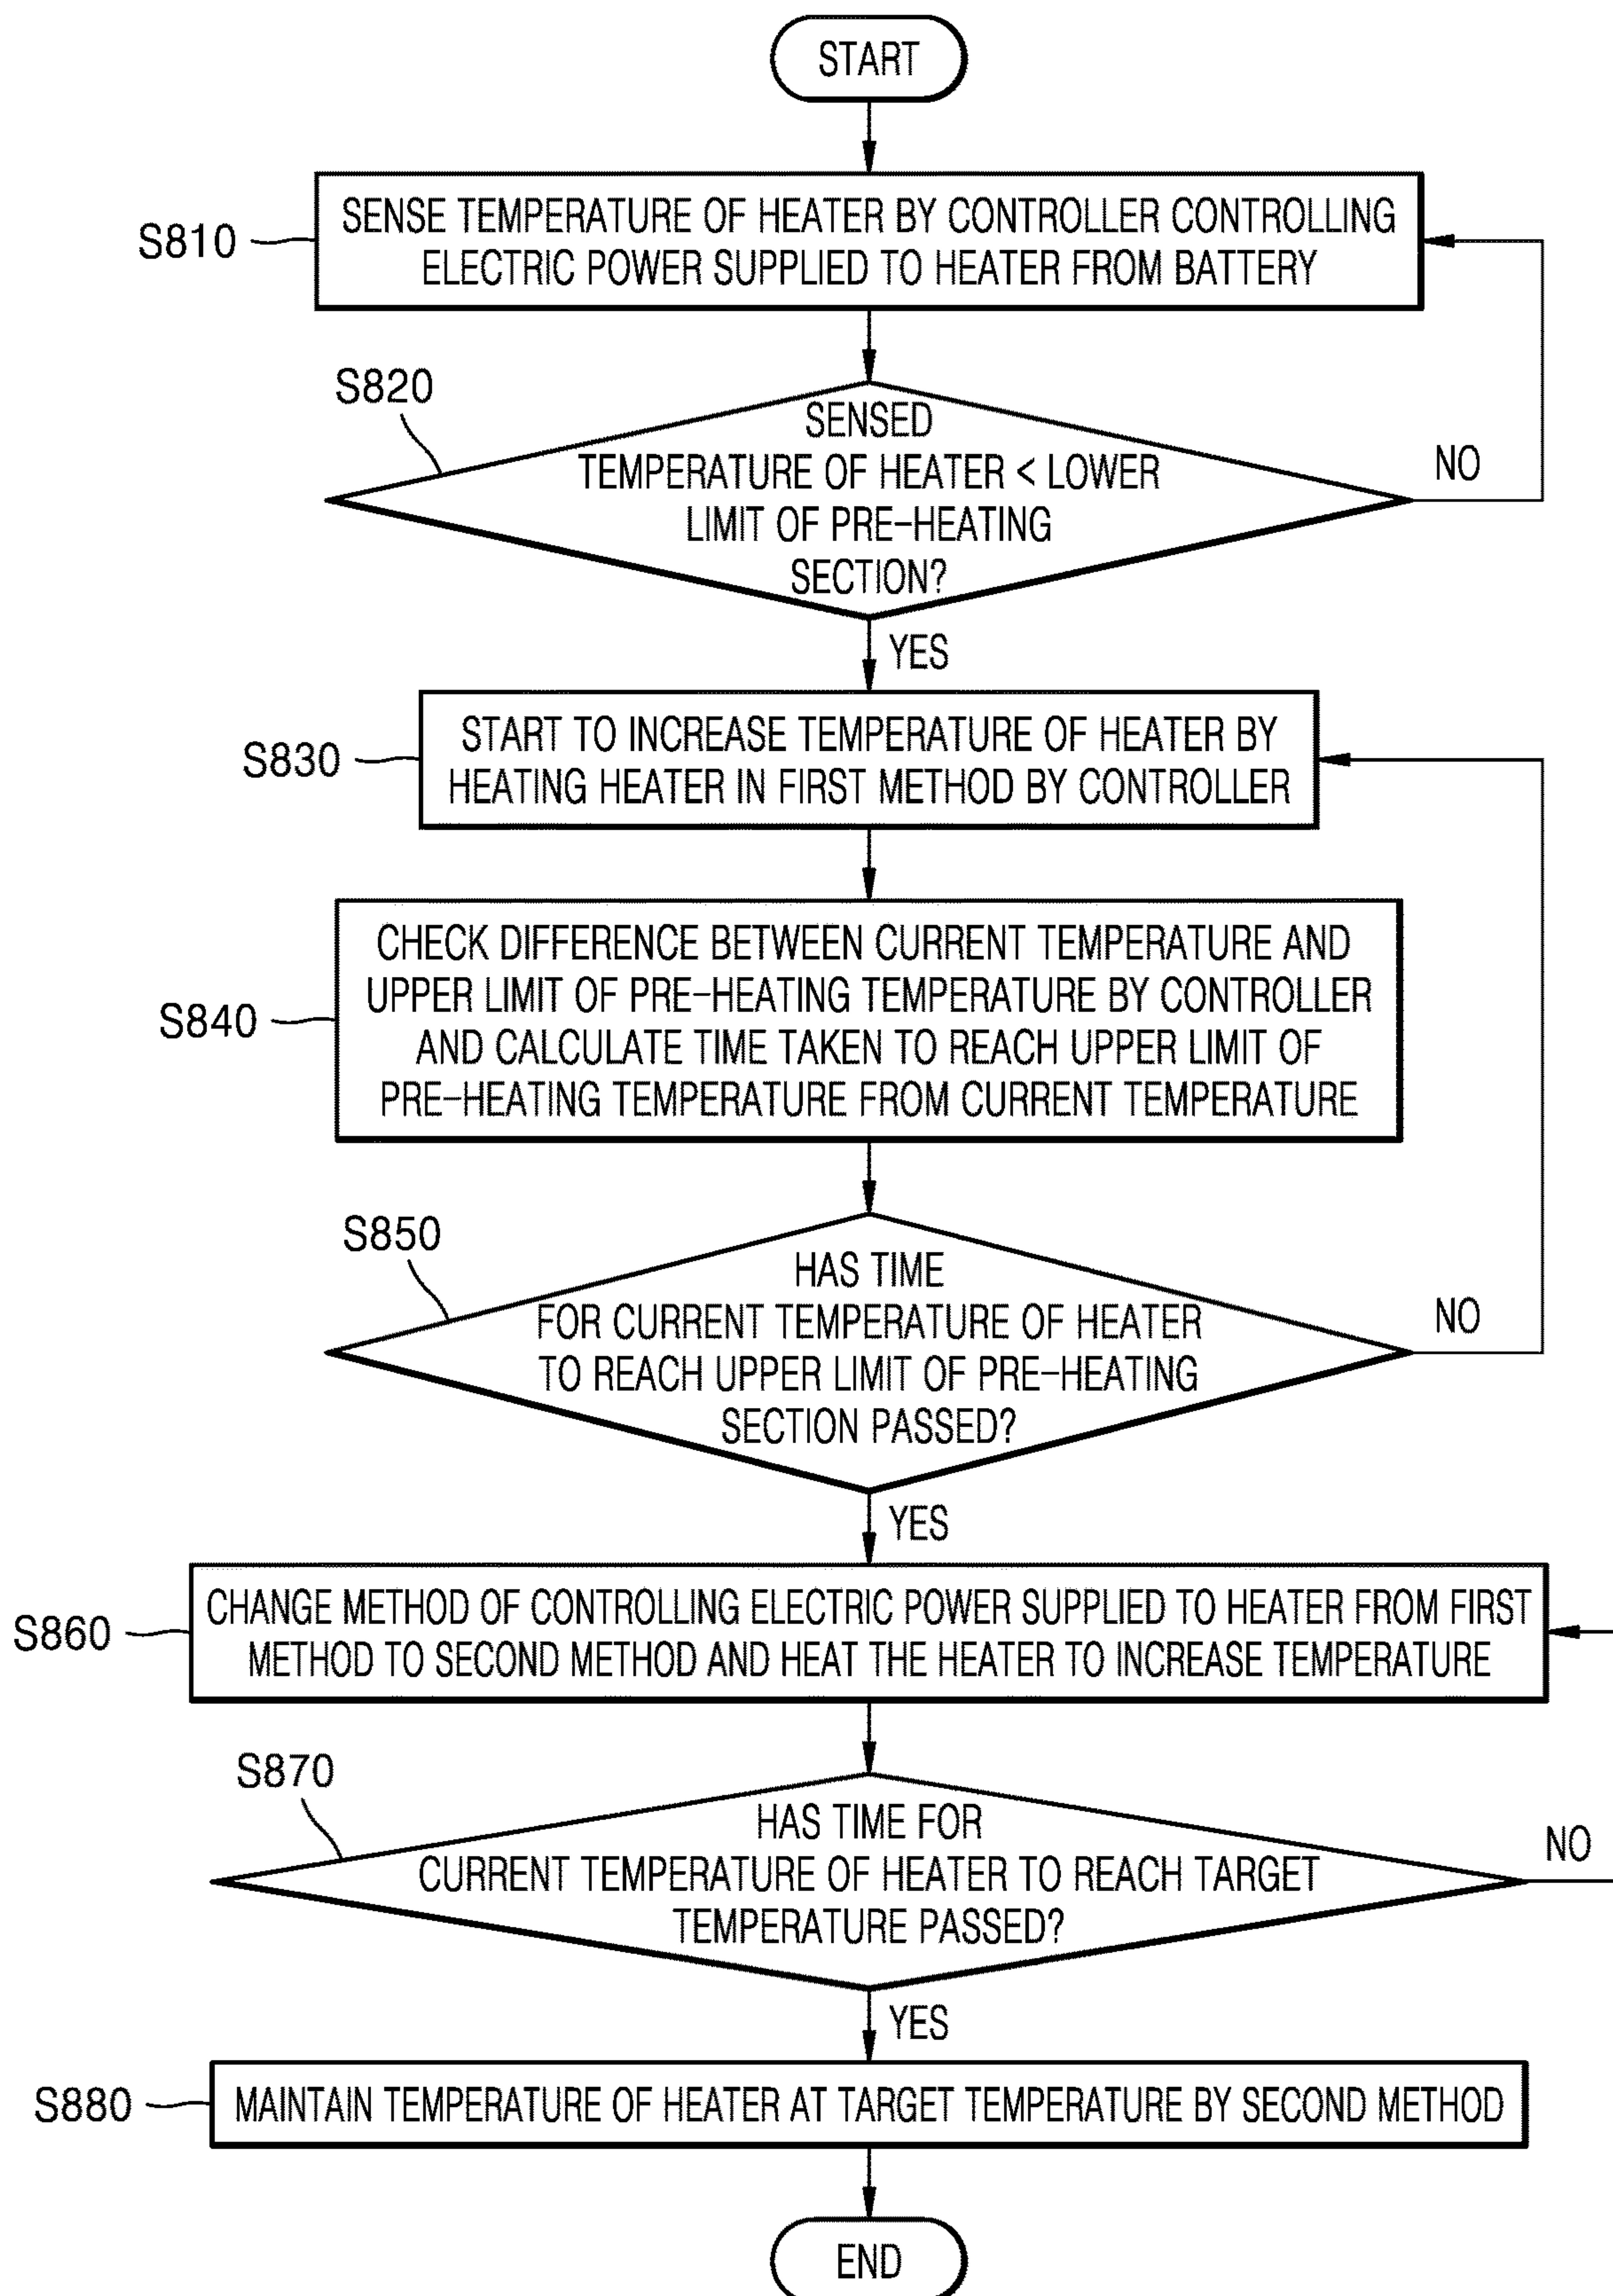 START
S810
SENSE TEMPERATURE OF HEATER BY CONTROLLER CONTROLLING
ELECTRIC POWER SUPPLIED TO HEATER FROM BATTERY
S820
SENSED
TEMPERATURE OF HEATER < LOWER
LIMIT OF PRE-HEATING
SECTION?
NO
YES
S830
START TO INCREASE TEMPERATURE OF HEATER BY
HEATING HEATER IN FIRST METHOD BY CONTROLLER
S840
CHECK DIFFERENCE BETWEEN CURRENT TEMPERATURE AND
UPPER LIMIT OF PRE-HEATING TEMPERATURE BY CONTROLLER
AND CALCULATE TIME TAKEN TO REACH UPPER LIMIT OF
PRE-HEATING TEMPERATURE FROM CURRENT TEMPERATURE
S850
HAS TIME
FOR CURRENT TEMPERATURE OF HEATER
TO REACH UPPER LIMIT OF PRE-HEATING
SECTION PASSED?
NO
YES
S860
CHANGE METHOD OF CONTROLLING ELECTRIC POWER SUPPLIED TO HEATER FROM FIRST
METHOD TO SECOND METHOD AND HEAT THE HEATER TO INCREASE TEMPERATURE
S870
HAS TIME FOR
CURRENT TEMPERATURE OF HEATER TO REACH TARGET
TEMPERATURE PASSED?
NO
YES
S880
MAINTAIN TEMPERATURE OF HEATER AT TARGET TEMPERATURE BY SECOND METHOD
END